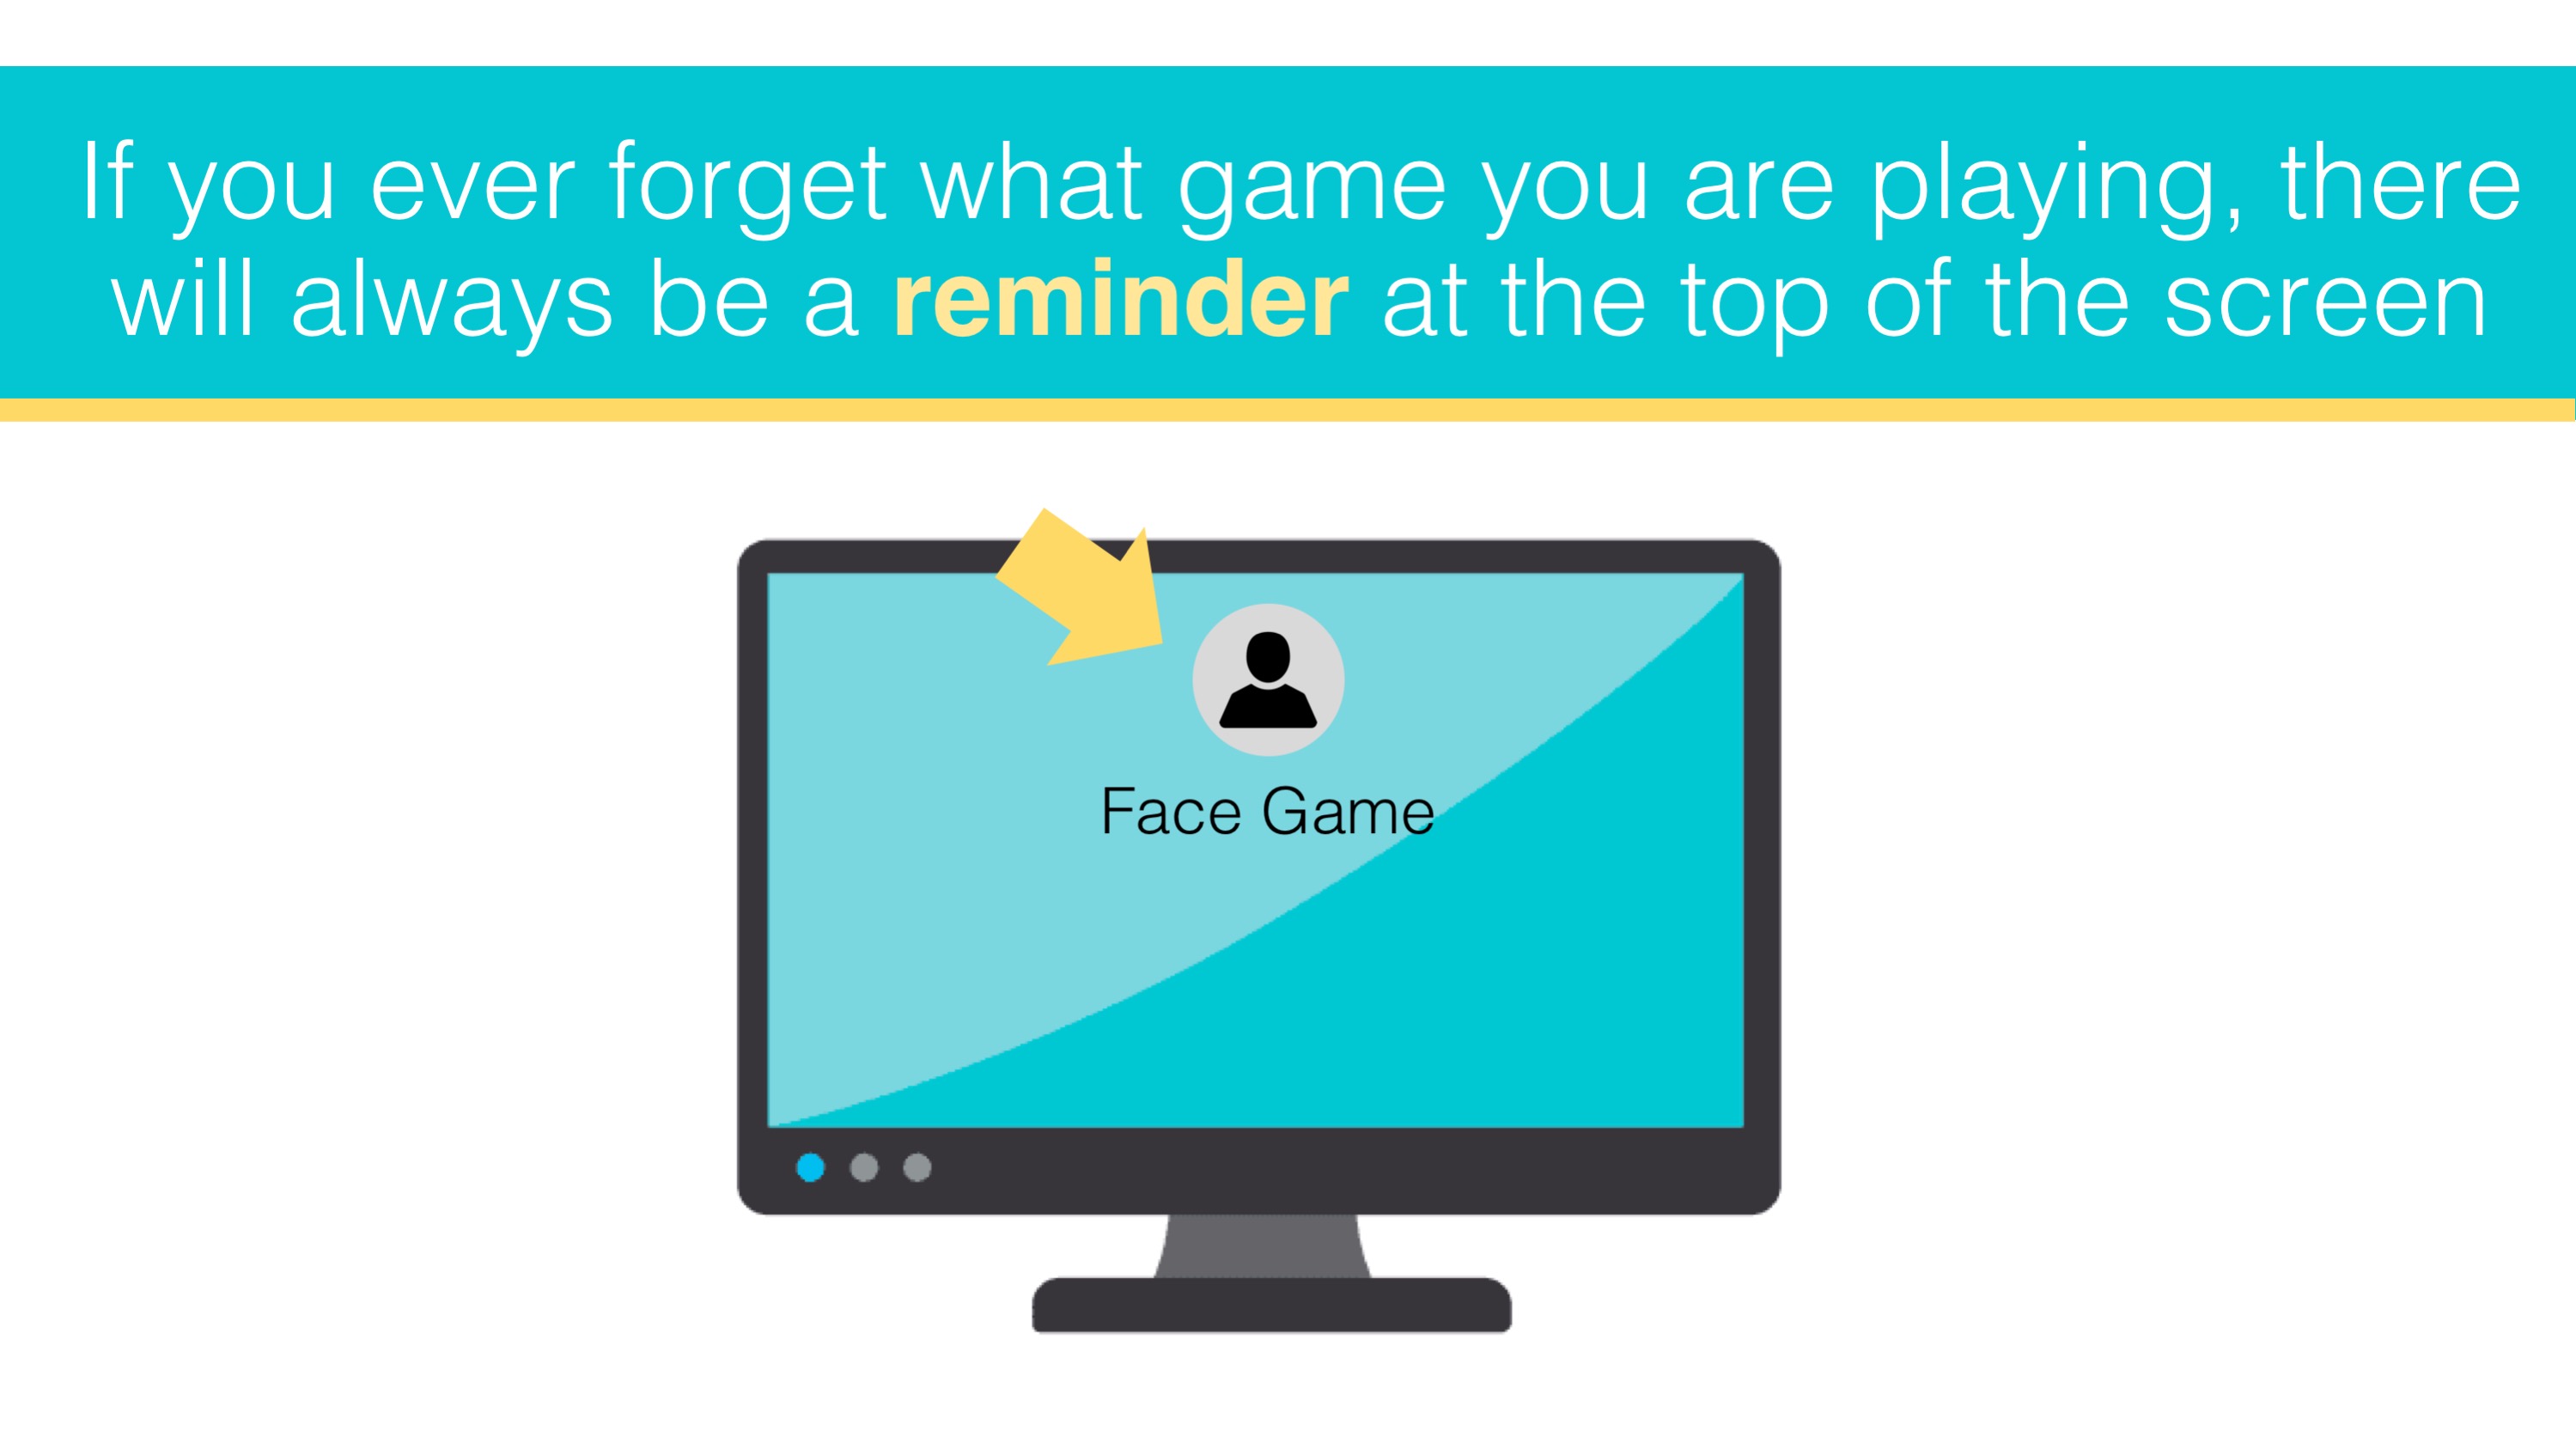 If you ever forget what game you are playing, there
will always be a reminder at the top of the screen
Face Game